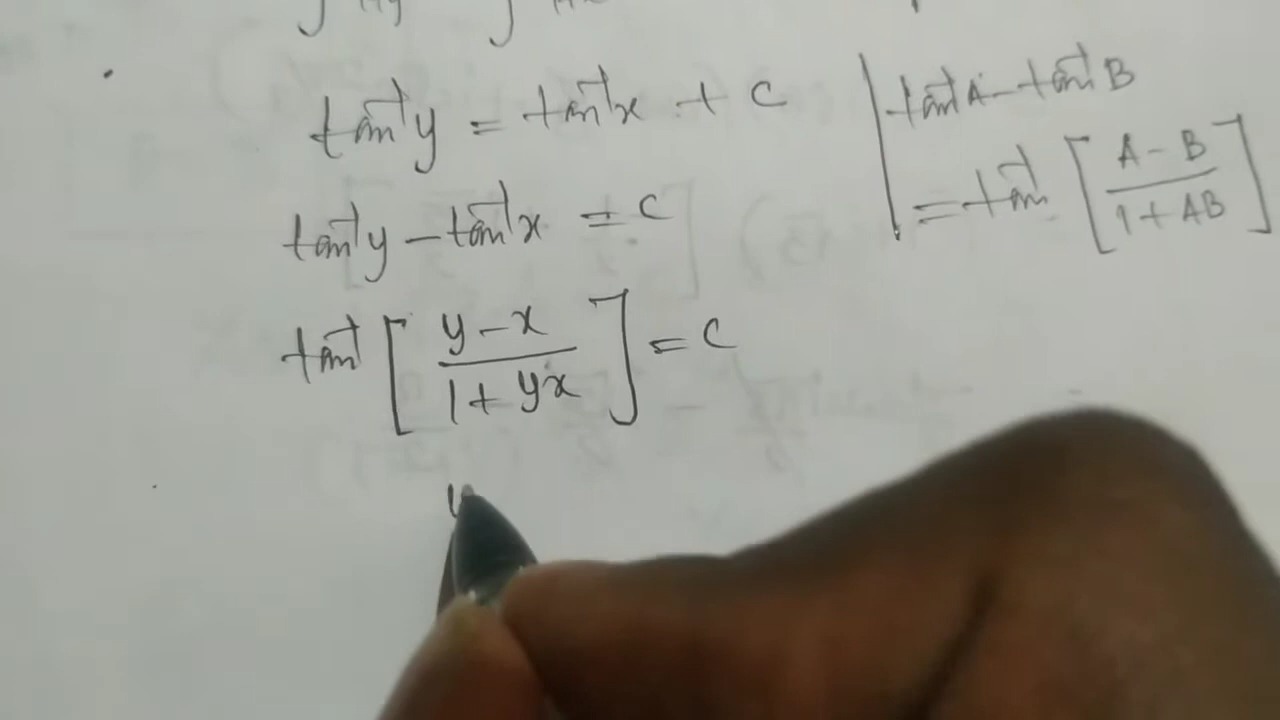 tan⁻¹y = tan⁻¹x + c
tan⁻¹y - tan⁻¹x = c
tan⁻¹ [ (y - x) / (1 + yx) ] = c
tan⁻¹A - tan⁻¹B
= tan⁻¹ [ (A - B) / (1 + AB) ]